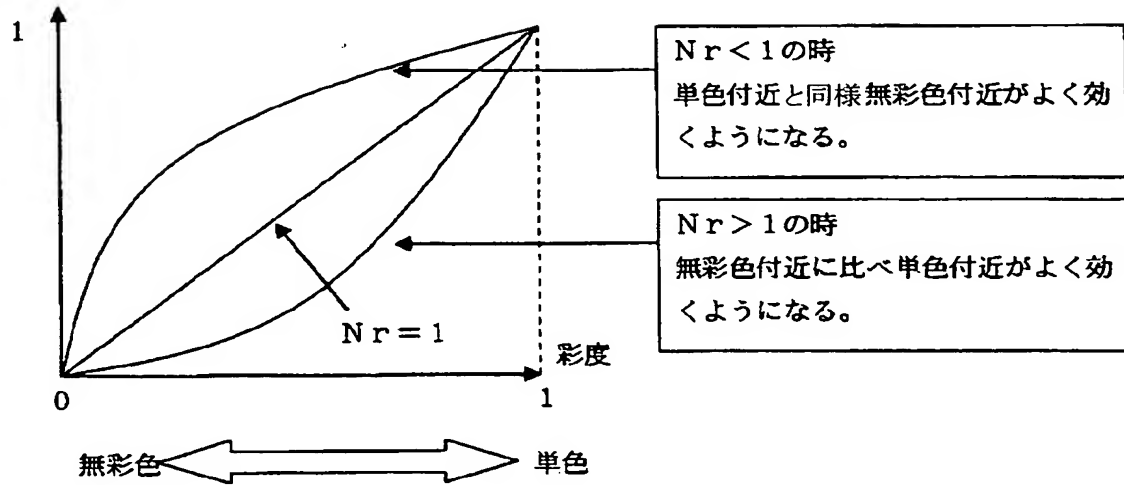 1
Ｎｒ＜１の時
単色付近と同様無彩色付近がよく効
くようになる。
Ｎｒ＞１の時
無彩色付近に比べ単色付近がよく効
くようになる。
Ｎｒ＝１
彩度
0
1
無彩色
単色